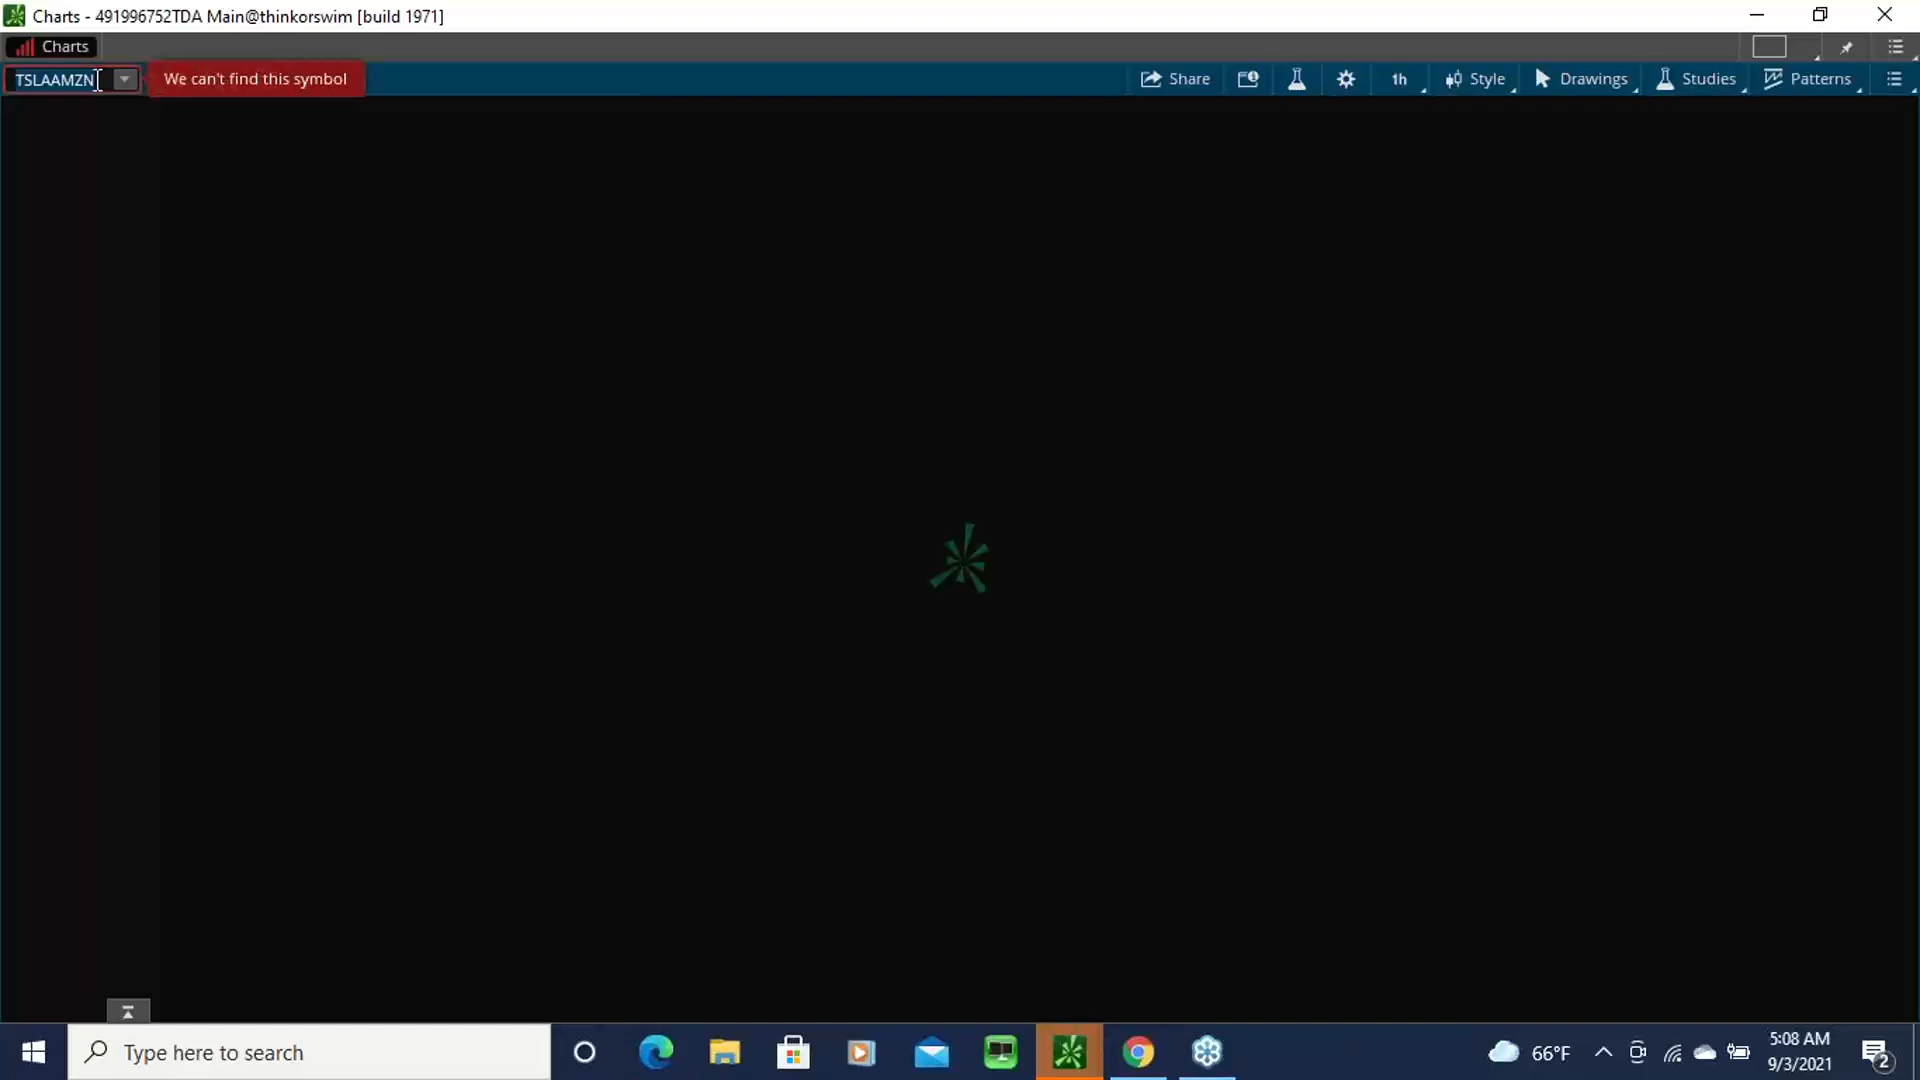 Charts - 491996752TDA Main@thinkorswim [build 1971]
Charts
TSLAAMZN
We can't find this symbol
Share
1h
Style
Drawings
Studies
Patterns
Type here to search
66°F
5:08 AM
9/3/2021
2